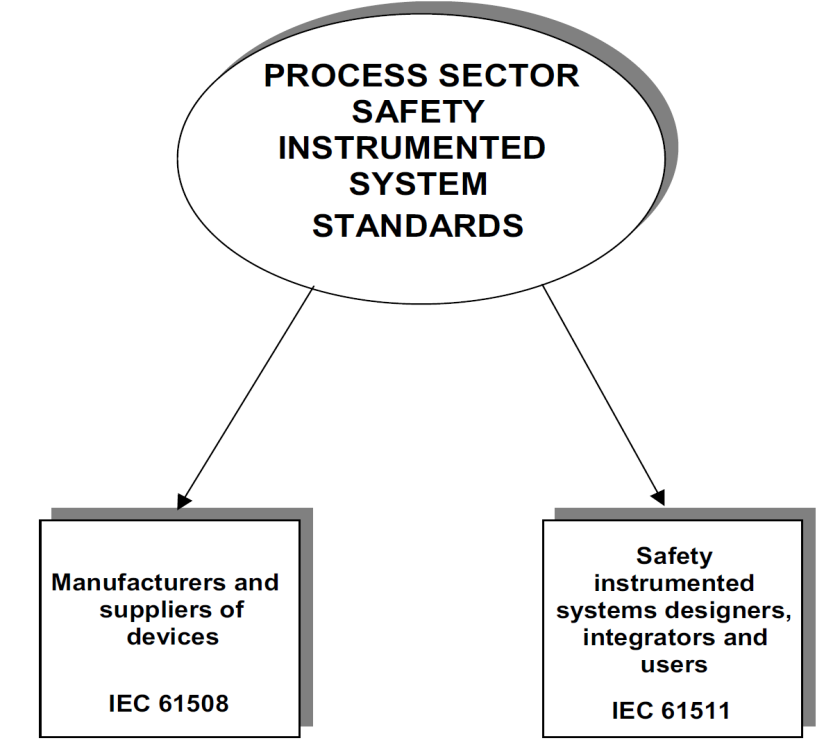 PROCESS SECTOR
SAFETY
INSTRUMENTED
SYSTEM
STANDARDS
Manufacturers and
suppliers of
devices
IEC 61508
Safety
instrumented
systems designers,
integrators and
users
IEC 61511